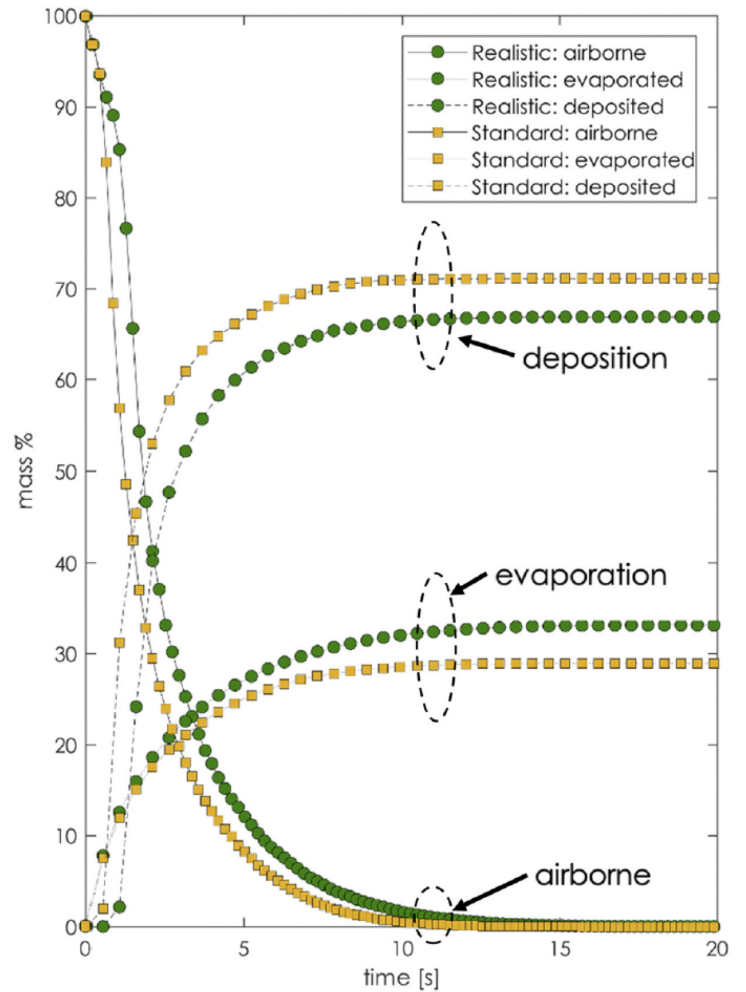 100
90
80
70
60
50
40
30
20
10
0
mass %
Realistic: airborne
Realistic: evaporated
Realistic: deposited
Standard: airborne
Standard: evaporated
Standard: deposited
deposition
evaporation
airborne
0 5 10 15 20
time [s]